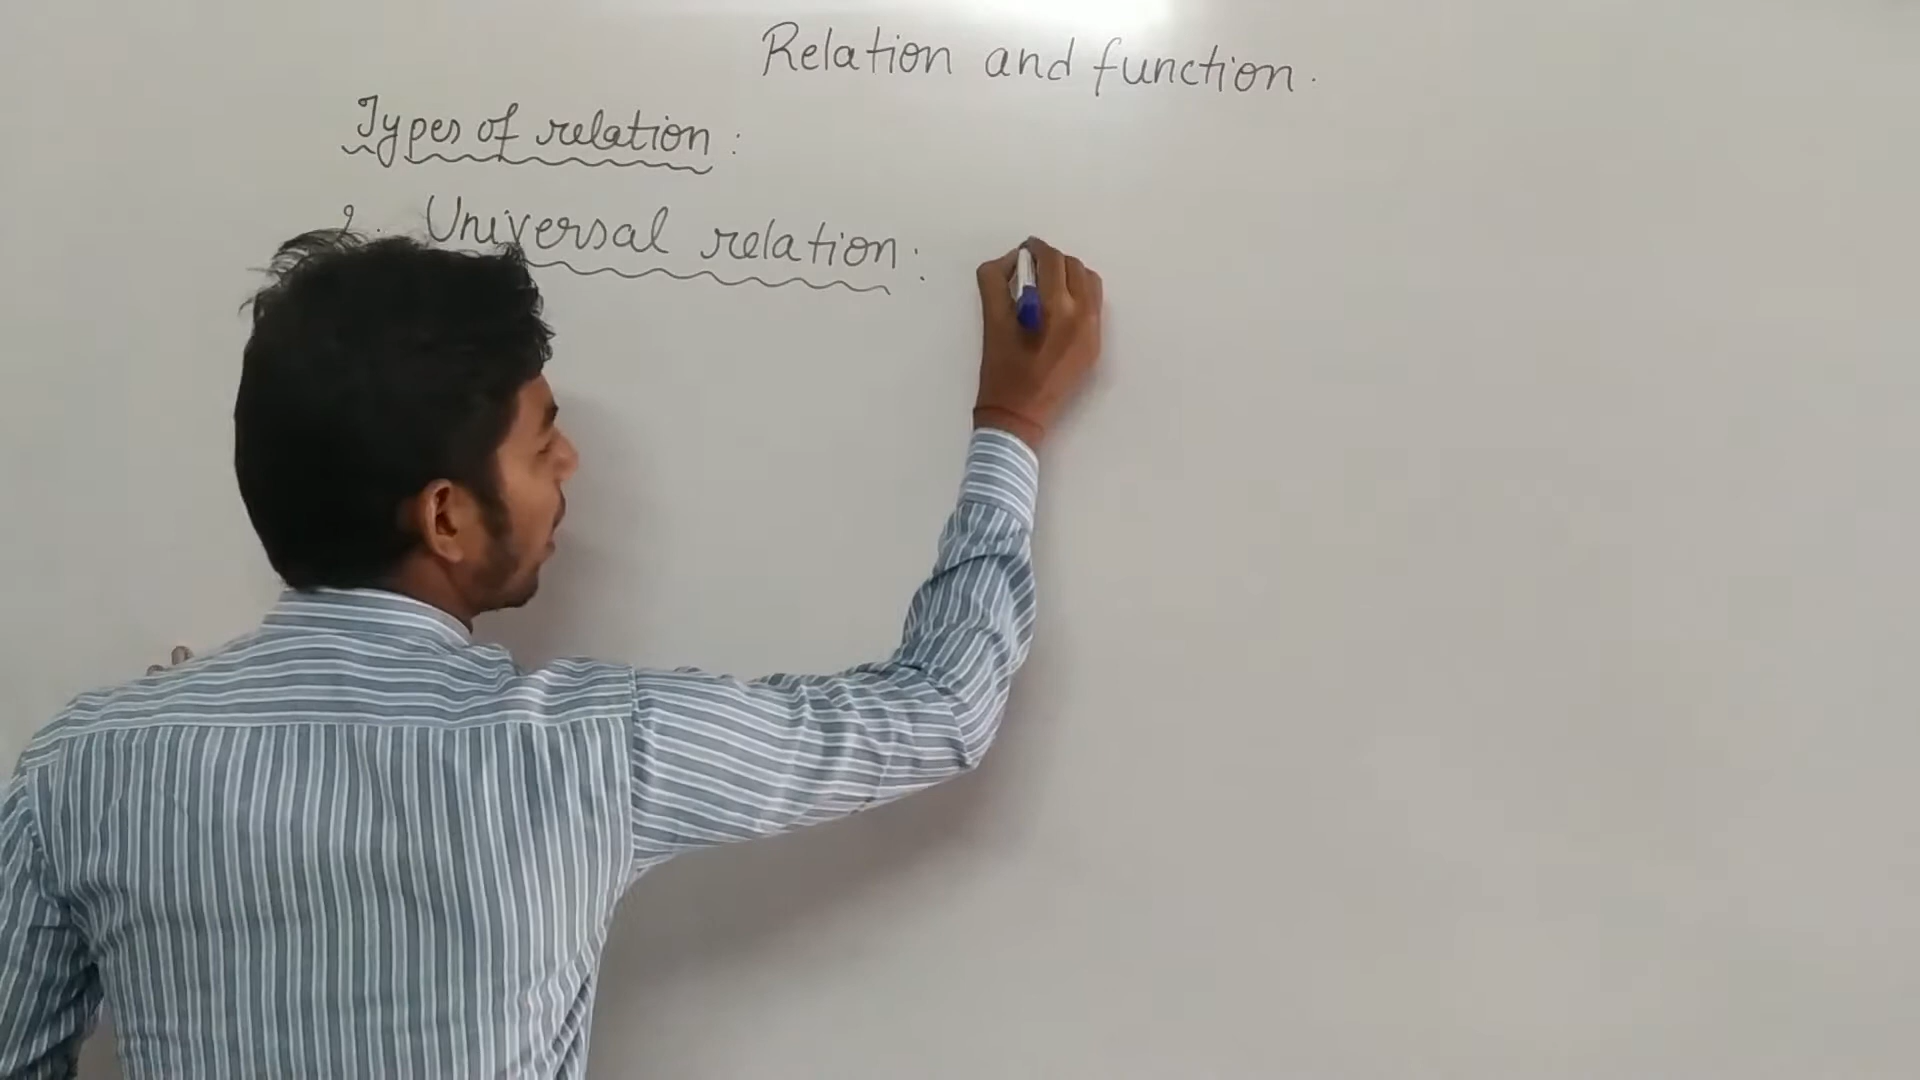 Relation and function.
Types of relation:
2. Universal relation: